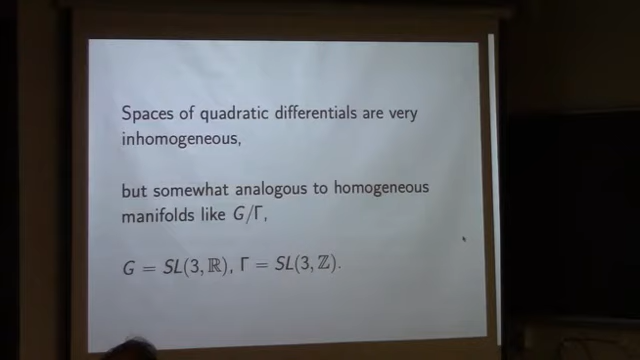 Spaces of quadratic differentials are very
inhomogeneous,
but somewhat analogous to homogeneous
manifolds like G/Γ,
G = SL(3, ℝ), Γ = SL(3, ℤ).